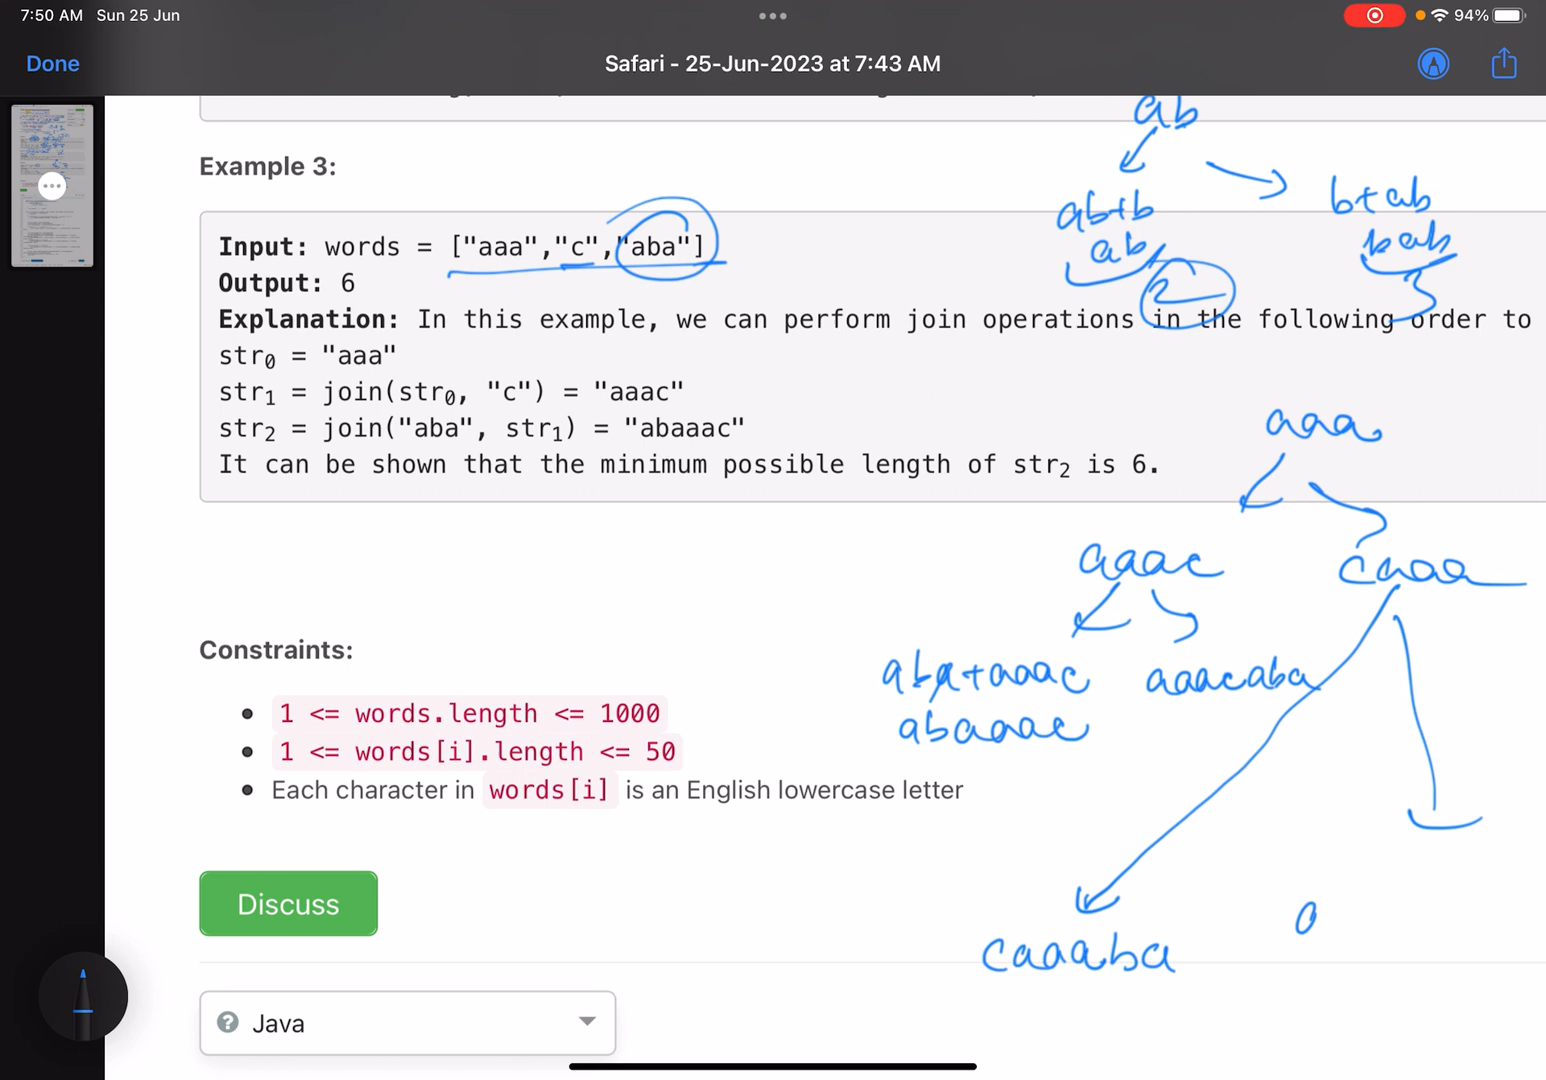 7:50 AM Sun 25 Jun
94%
Done
Safari - 25-Jun-2023 at 7:43 AM
ab
Example 3:
ab+b
b+ab
ab
bab
2
3
Input: words = ["aaa","c","aba"]
Output: 6
Explanation: In this example, we can perform join operations in the following order to
str₀ = "aaa"
str₁ = join(str₀, "c") = "aaac"
str₂ = join("aba", str₁) = "abaaac"
It can be shown that the minimum possible length of str₂ is 6.
aaa
aaac
caaa
aba+aaac
aaacaba
abaaac
Constraints:
1 <= words.length <= 1000
1 <= words[i].length <= 50
Each character in words[i] is an English lowercase letter
Discuss
caaaba
? Java